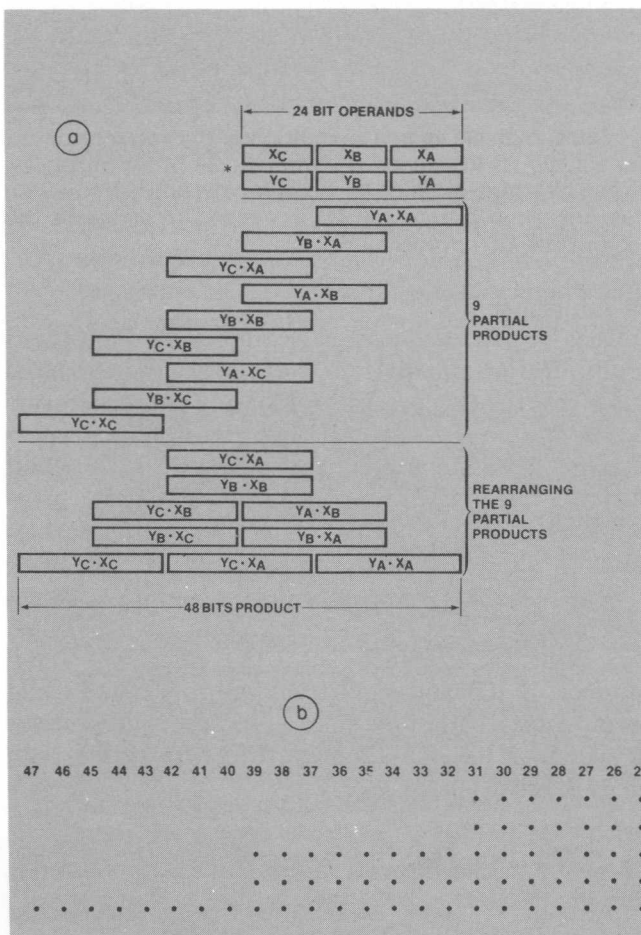 24 BIT OPERANDS
a
XC XB XA
* YC YB YA
YA · XA
YB · XA
YC · XA
YA · XB
YB · XB
YC · XB
YA · XC
YB · XC
YC · XC
9
PARTIAL
PRODUCTS
YC · XA
YB · XB
YC · XB YA · XB
YB · XC YB · XA
YC · XC YC · XA YA · XA
REARRANGING
THE 9
PARTIAL
PRODUCTS
48 BITS PRODUCT
b
47 46 45 44 43 42 41 40 39 38 37 36 35 34 33 32 31 30 29 28 27 26